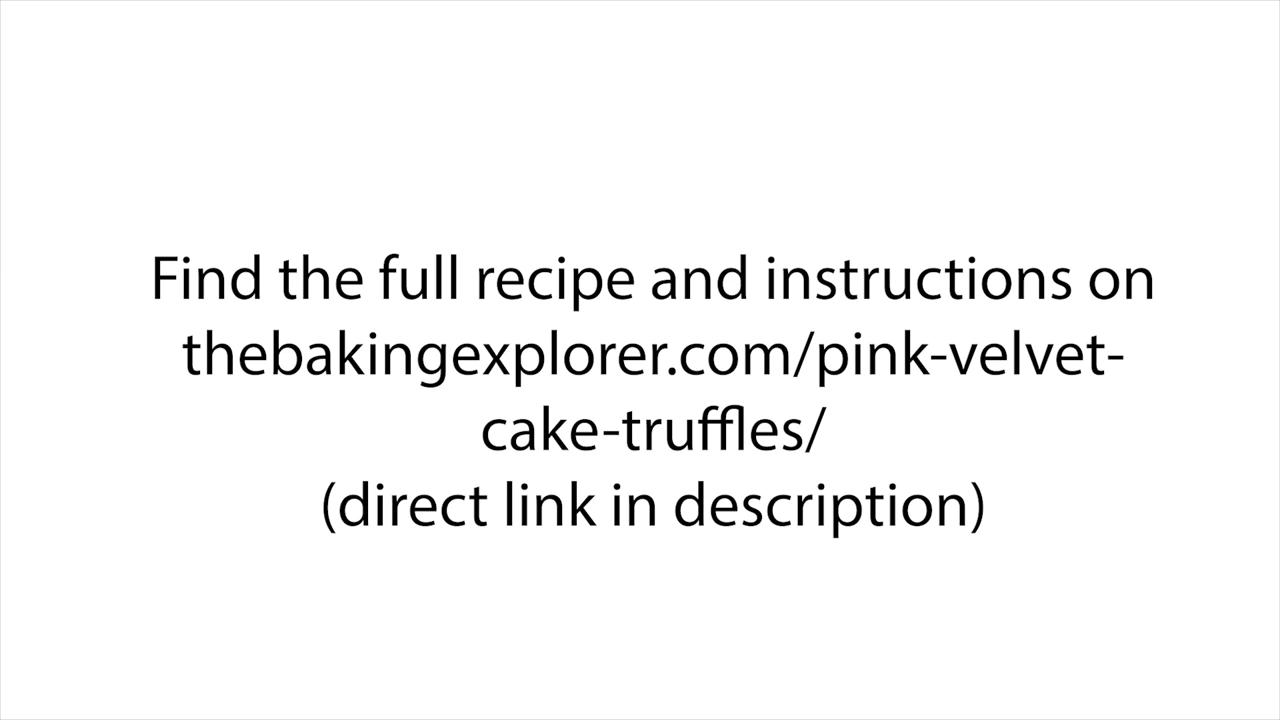 Find the full recipe and instructions on
thebakingexplorer.com/pink-velvet-
cake-truffles/
(direct link in description)